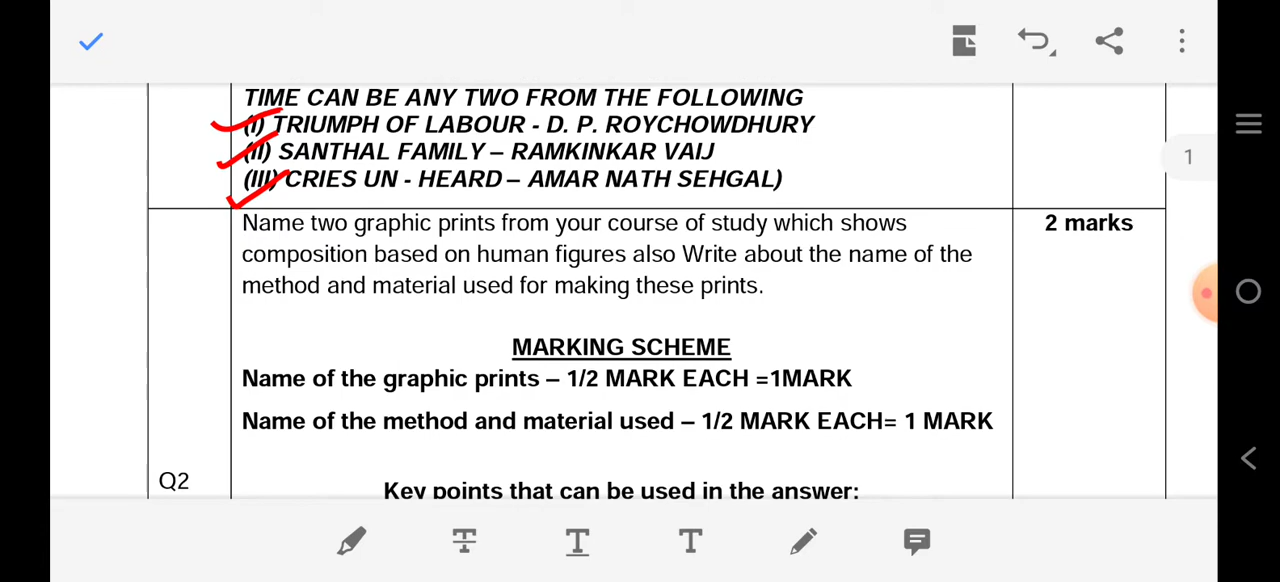 TIME CAN BE ANY TWO FROM THE FOLLOWING
(I) TRIUMPH OF LABOUR - D. P. ROYCHOWDHURY
(II) SANTHAL FAMILY – RAMKINKAR VAIJ
(III) CRIES UN - HEARD – AMAR NATH SEHGAL)
1
Name two graphic prints from your course of study which shows
composition based on human figures also Write about the name of the
method and material used for making these prints.
2 marks
MARKING SCHEME
Name of the graphic prints – 1/2 MARK EACH =1MARK
Name of the method and material used – 1/2 MARK EACH= 1 MARK
Q2
Key points that can be used in the answer: